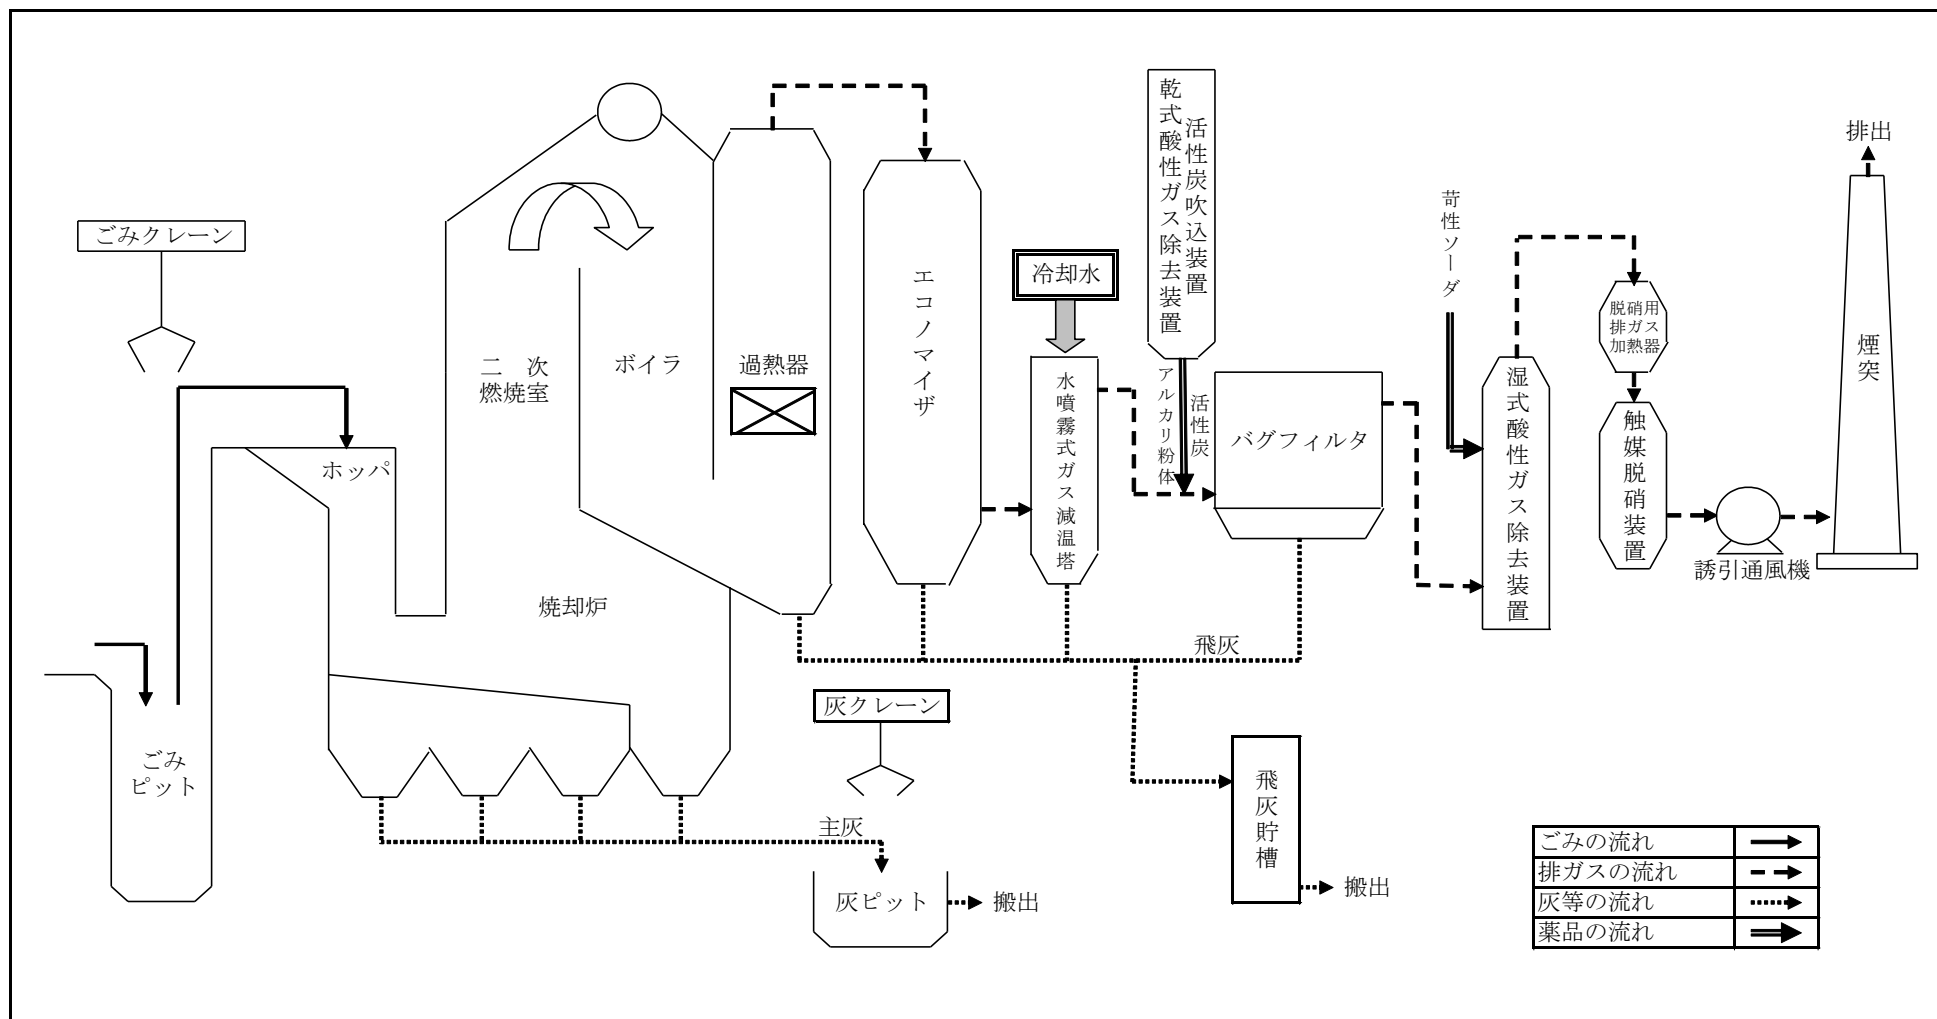 ごみクレーン
ごみ
ピット
ホッパ
焼却炉
二　次
燃焼室
ボイラ
過熱器
エコノマイザ
冷却水
水噴霧式ガス減温塔
乾式酸性ガス除去装置
活性炭吹込装置
アルカリ粉体
活性炭
バグフィルタ
苛性ソーダ
湿式酸性ガス除去装置
脱硝用
排ガス
加熱器
触媒脱硝装置
誘引通風機
煙突
排出
飛灰
灰クレーン
主灰
灰ピット
搬出
飛灰貯槽
搬出
ごみの流れ
排ガスの流れ
灰等の流れ
薬品の流れ